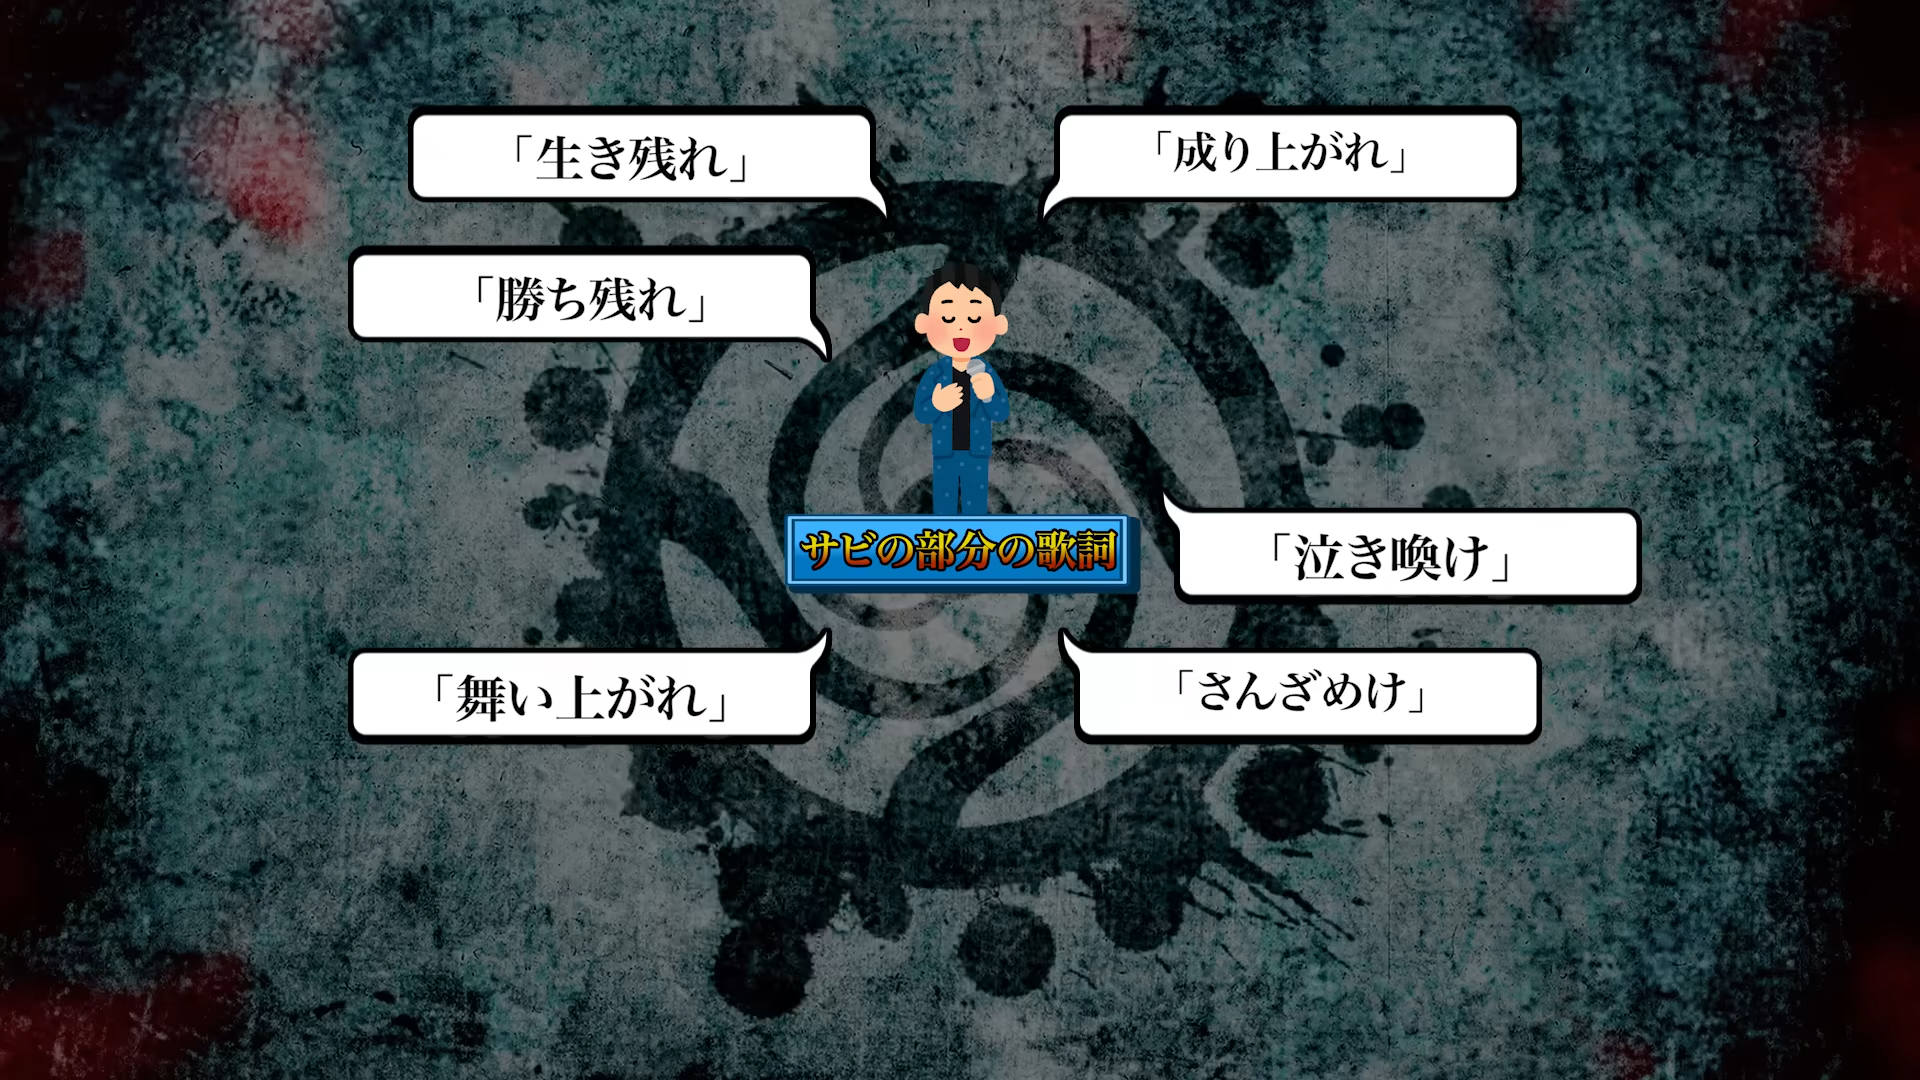 「生き残れ」
「成り上がれ」
「勝ち残れ」
サビの部分の歌詞
「泣き喚け」
「舞い上がれ」
「さんざめけ」